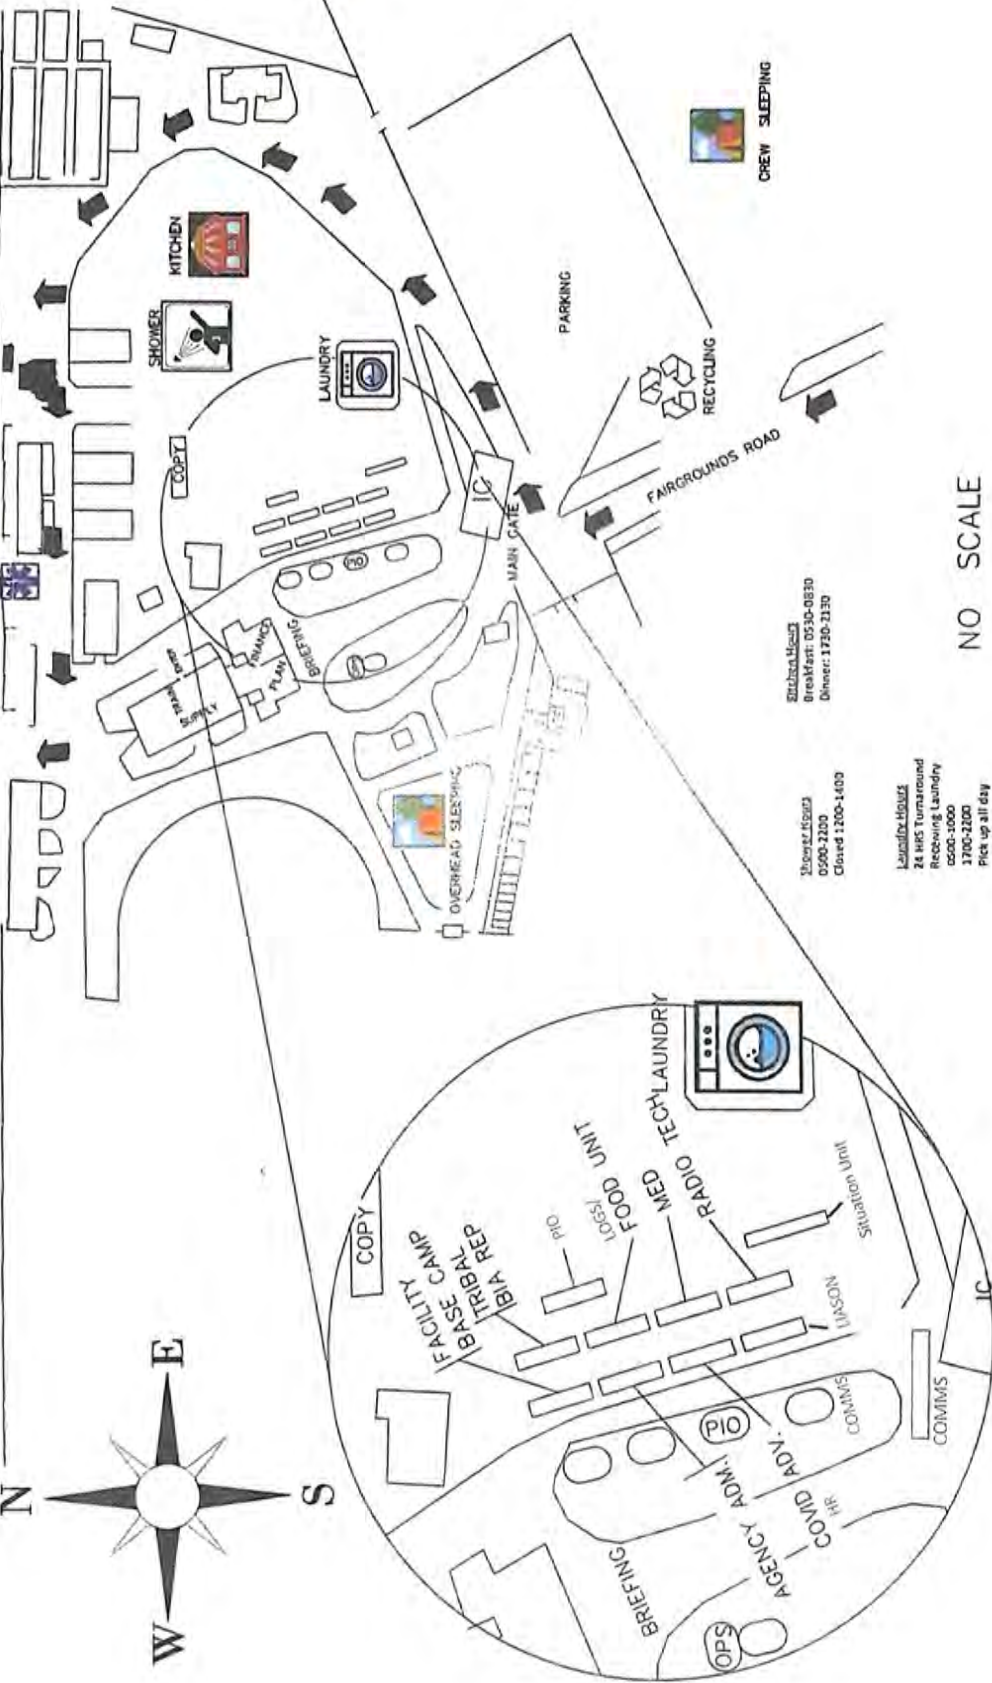 N
W
E
S
COPY
SHOWER
KITCHEN
LAUNDRY
IC
MAIN GATE
PIO
BRIEFING
FINANCE
PLAN
SUPPLY
OVERHEAD SLEEPING
PARKING
RECYCLING
FAIRGROUNDS ROAD
CREW SLEEPING
COPY
FACILITY
BASE CAMP
TRIBAL
BIA REP
PIO
LOGS/
FOOD UNIT
MED
RADIO TECH
LAUNDRY
Situation Unit
LIASON
COMMS
COMMS
IC
PIO
BRIEFING
OPS
AGENCY ADM.
COVID ADV.
HR
Shower Hours
0500-2200
Closed 1200-1400
Kitchen Hours
Breakfast: 0530-0830
Dinner: 1730-2130
Laundry Hours
24 HRS Turnaround
Receiving Laundry
0500-1000
1700-2200
Pick up all day
NO SCALE